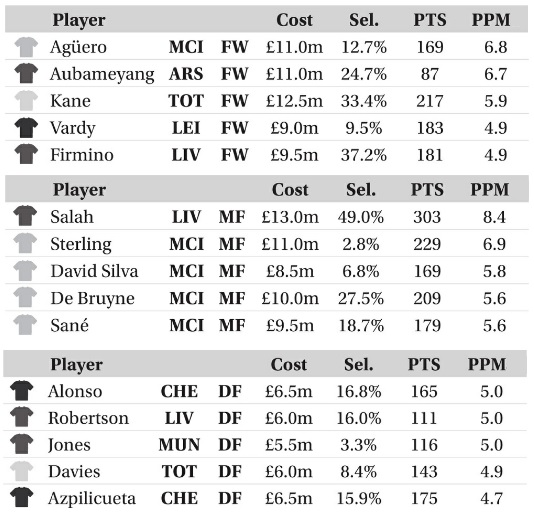 Player Cost Sel. PTS PPM
Agüero MCI FW £11.0m 12.7% 169 6.8
Aubameyang ARS FW £11.0m 24.7% 87 6.7
Kane TOT FW £12.5m 33.4% 217 5.9
Vardy LEI FW £9.0m 9.5% 183 4.9
Firmino LIV FW £9.5m 37.2% 181 4.9
Player Cost Sel. PTS PPM
Salah LIV MF £13.0m 49.0% 303 8.4
Sterling MCI MF £11.0m 2.8% 229 6.9
David Silva MCI MF £8.5m 6.8% 169 5.8
De Bruyne MCI MF £10.0m 27.5% 209 5.6
Sané MCI MF £9.5m 18.7% 179 5.6
Player Cost Sel. PTS PPM
Alonso CHE DF £6.5m 16.8% 165 5.0
Robertson LIV DF £6.0m 16.0% 111 5.0
Jones MUN DF £5.5m 3.3% 116 5.0
Davies TOT DF £6.0m 8.4% 143 4.9
Azpilicueta CHE DF £6.5m 15.9% 175 4.7